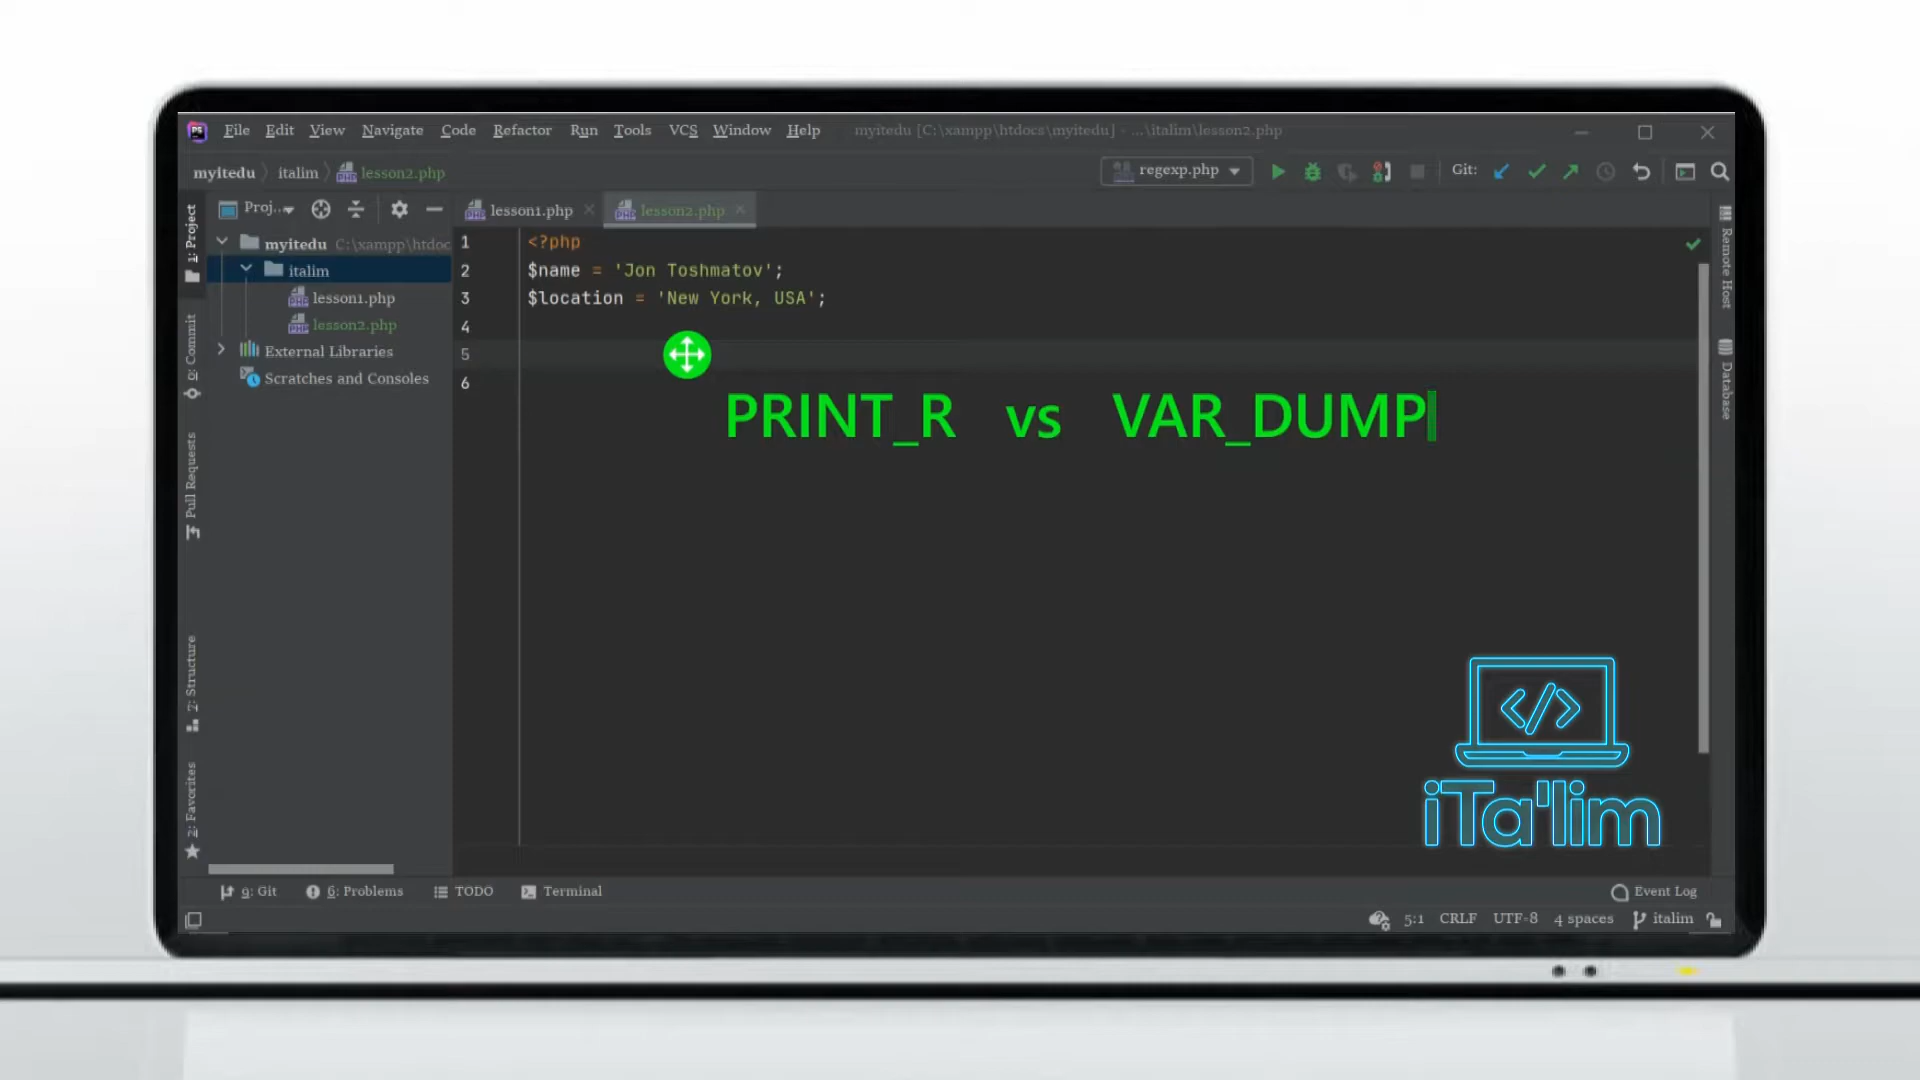 File Edit View Navigate Code Refactor Run Tools VCS Window Help myitedu [C:\xampp\htdocs\myitedu] - ...\italim\lesson2.php
myitedu italim lesson2.php regexp.php Git:
1: Project
Proj...
lesson1.php lesson2.php
myitedu C:\xampp\htdoc
italim
lesson1.php
lesson2.php
External Libraries
Scratches and Consoles
1 <?php
2 $name = 'Jon Toshmatov';
3 $location = 'New York, USA';
4
5
6
PRINT_R vs VAR_DUMP
0: Commit
Pull Requests
7: Structure
2: Favorites
Remote Host
Database
iTa'lim
9: Git 6: Problems TODO Terminal Event Log
5:1 CRLF UTF-8 4 spaces italim